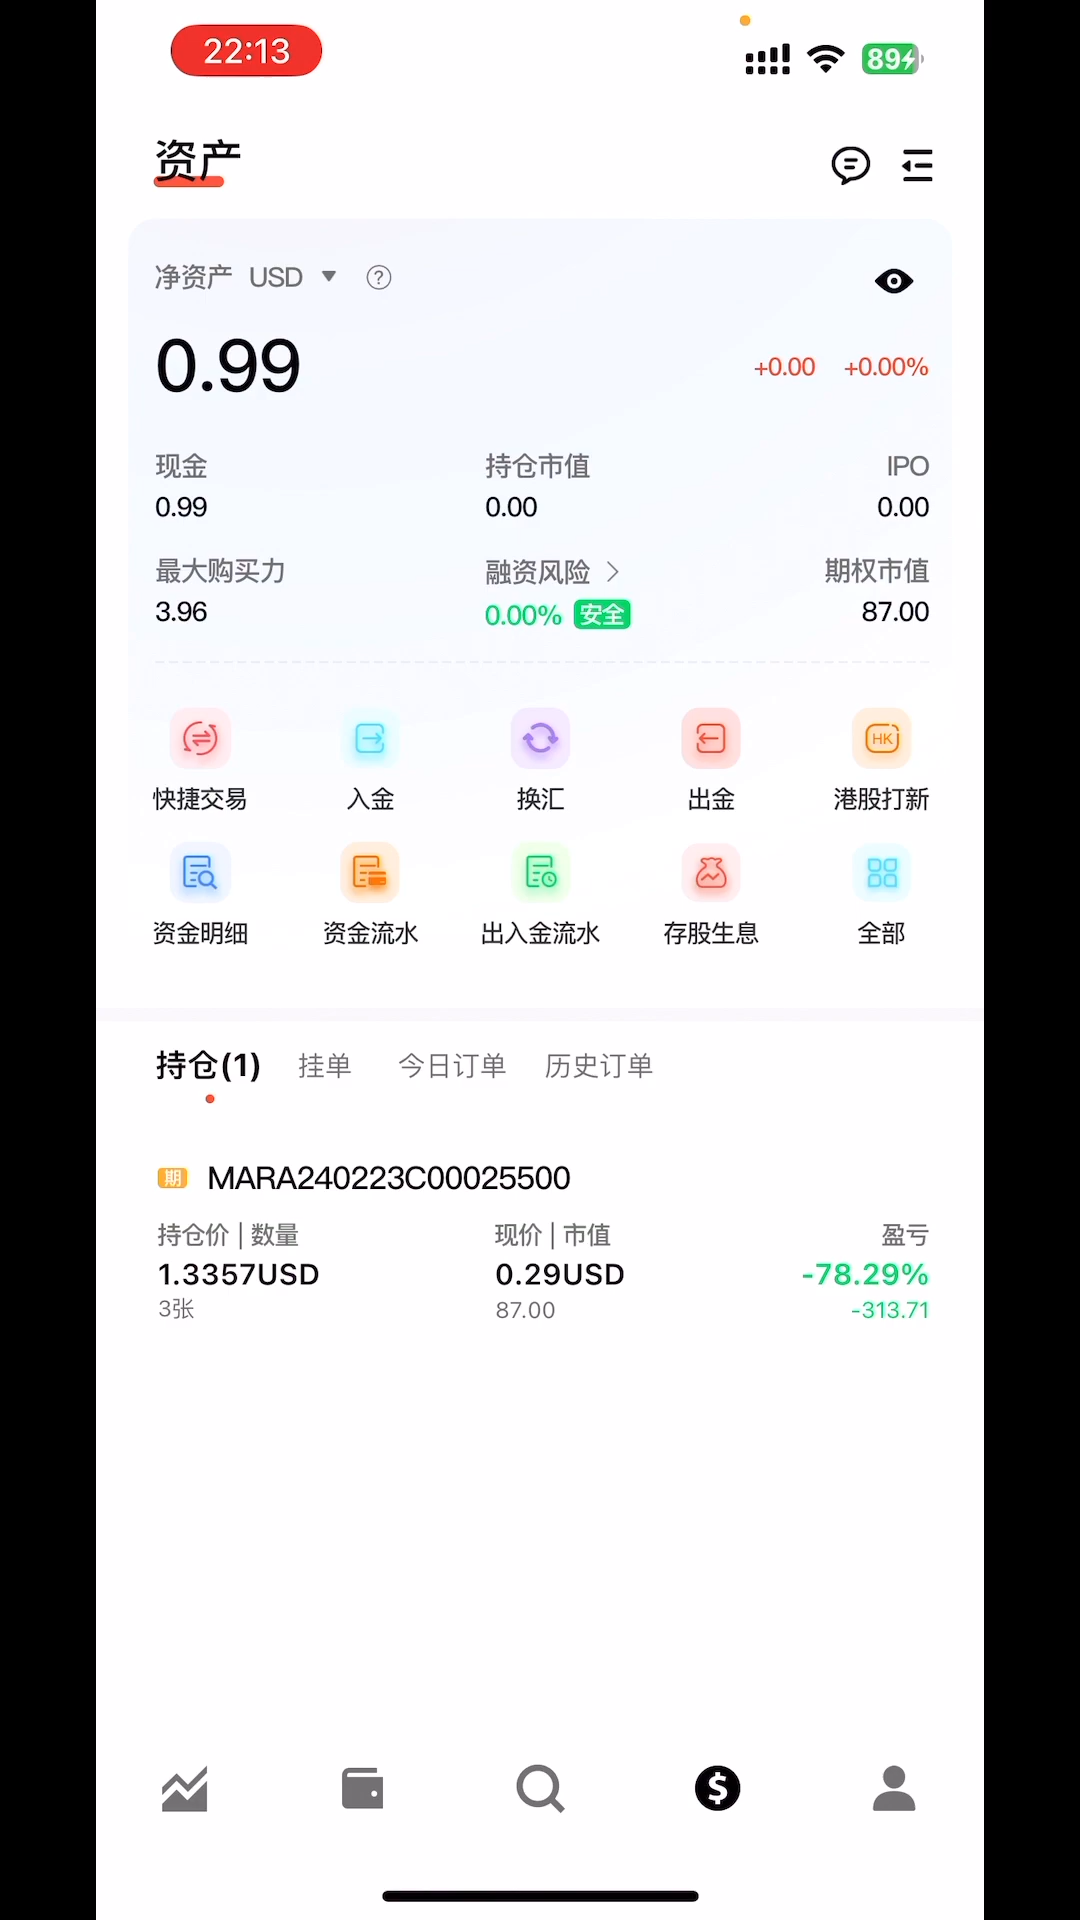 22:13
89
资产
净资产 USD
0.99 +0.00 +0.00%
现金 持仓市值 IPO
0.99 0.00 0.00
最大购买力 融资风险 期权市值
3.96 0.00% 安全 87.00
HK
快捷交易 入金 换汇 出金 港股打新
资金明细 资金流水 出入金流水 存股生息 全部
持仓(1) 挂单 今日订单 历史订单
期 MARA240223C00025500
持仓价 | 数量 现价 | 市值 盈亏
1.3357USD 0.29USD -78.29%
3张 87.00 -313.71